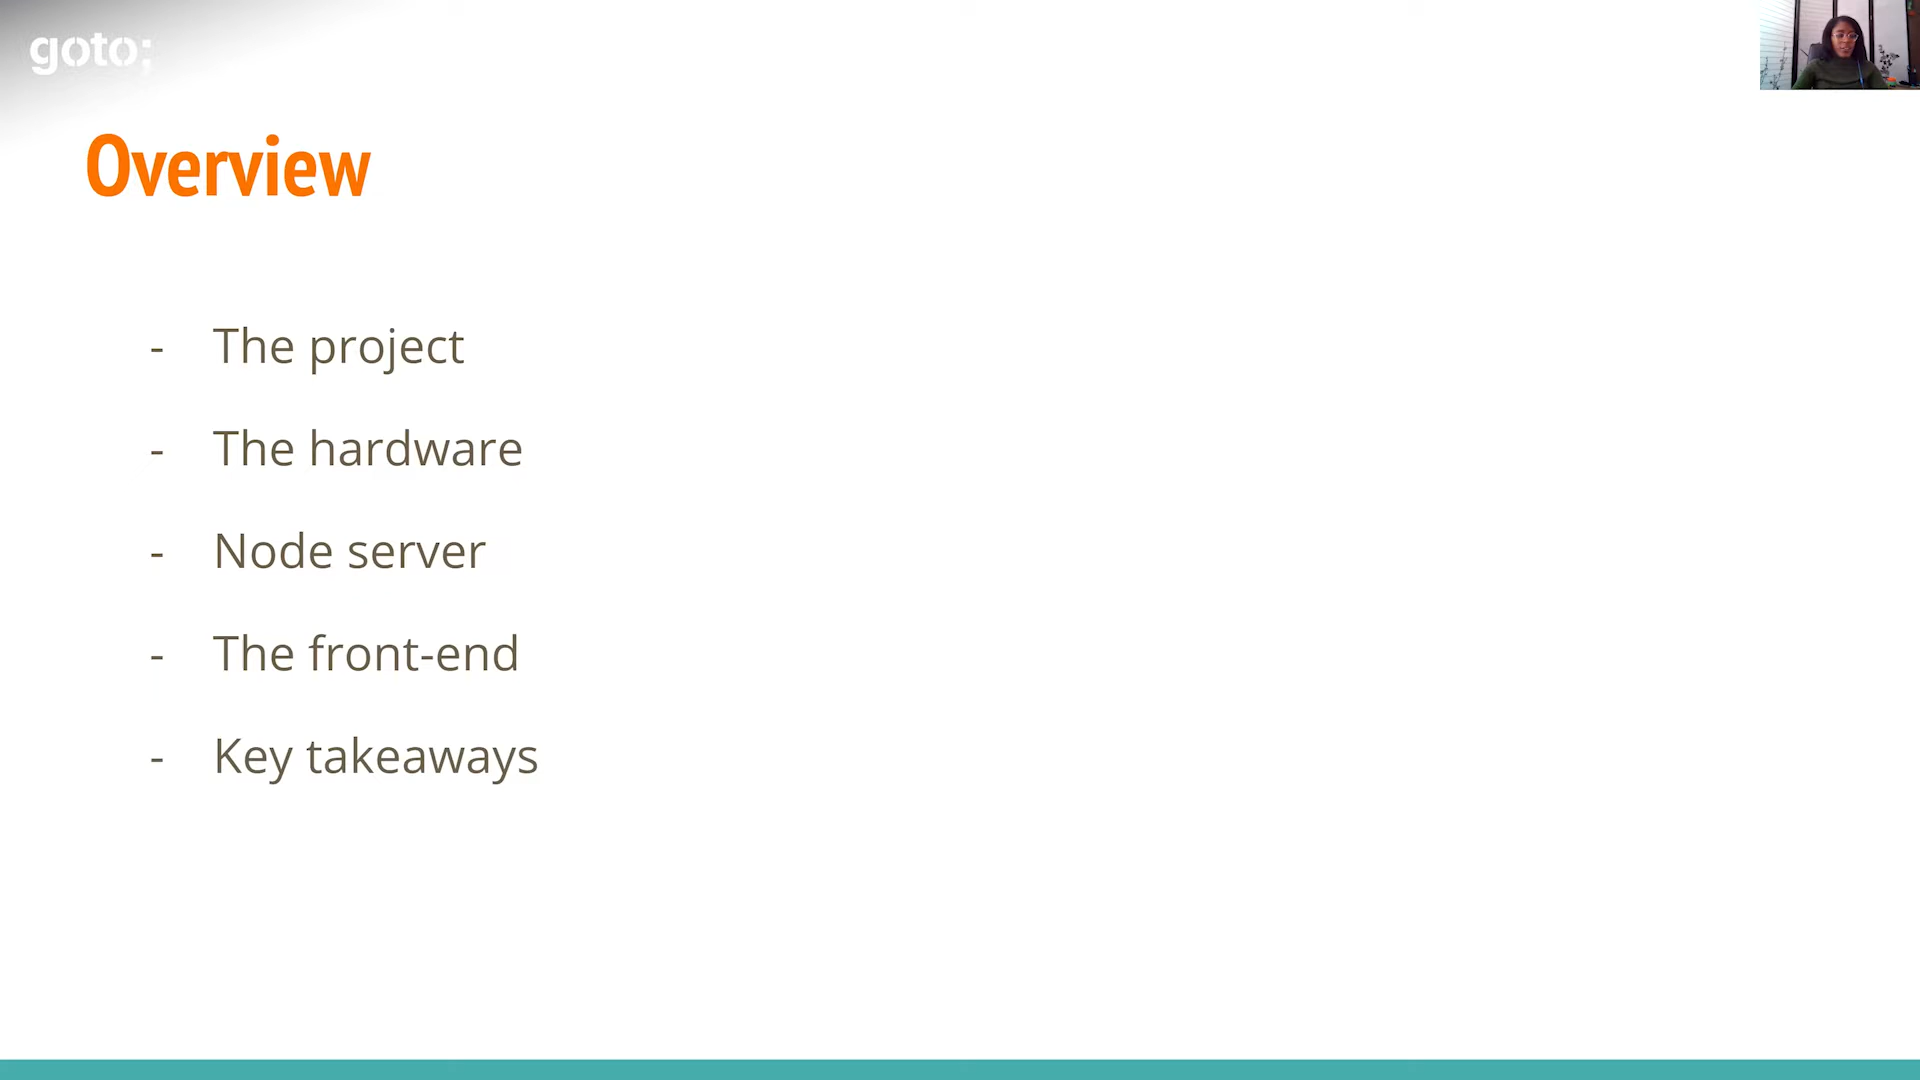 goto;
Overview
- The project
- The hardware
- Node server
- The front-end
- Key takeaways